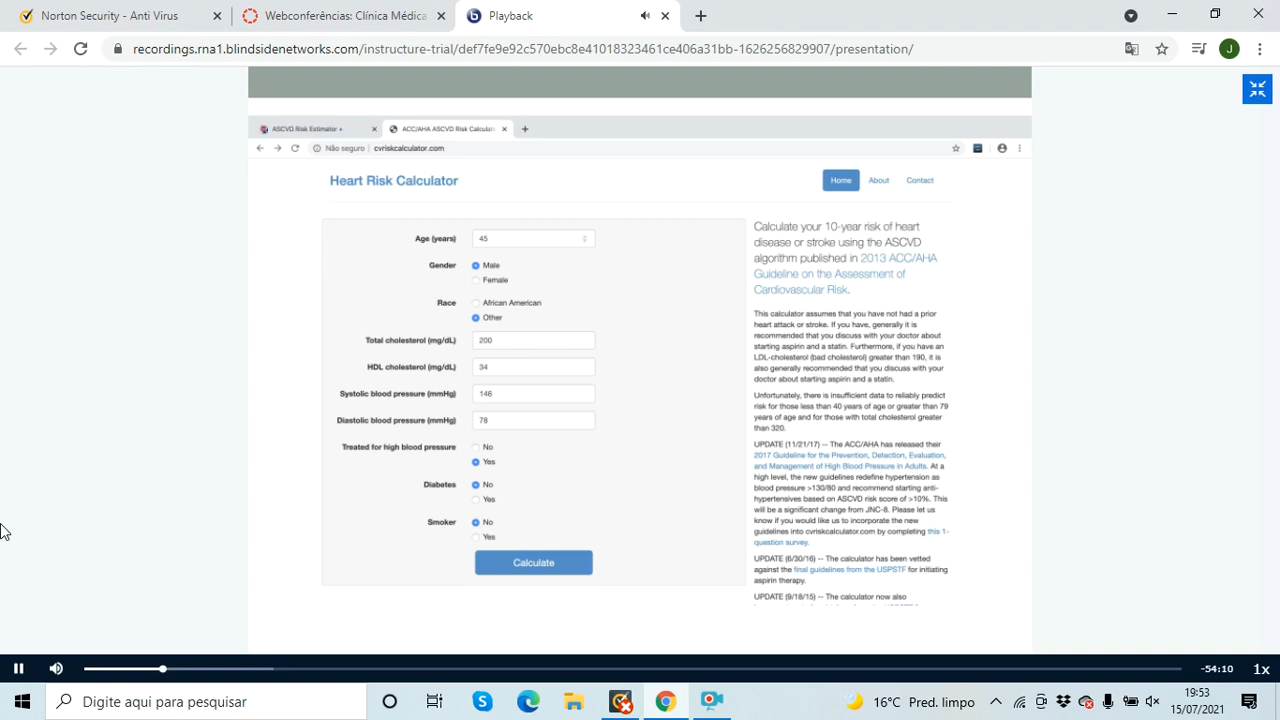 Norton Security - Anti Virus
Webconferências: Clínica Médica
Playback
recordings.rna1.blindsidenetworks.com/instructure-trial/def7fe9e92c570ebc8e41018323461ce406a31bb-1626256829907/presentation/
J
ASCVD Risk Estimator +
ACC/AHA ASCVD Risk Calculato
Não seguro | cvriskcalculator.com
Heart Risk Calculator
Home
About
Contact
Age (years)
45
Gender
Male
Female
Race
African American
Other
Total cholesterol (mg/dL)
200
HDL cholesterol (mg/dL)
34
Systolic blood pressure (mmHg)
146
Diastolic blood pressure (mmHg)
78
Treated for high blood pressure
No
Yes
Diabetes
No
Yes
Smoker
No
Yes
Calculate
Calculate your 10-year risk of heart
disease or stroke using the ASCVD
algorithm published in 2013 ACC/AHA
Guideline on the Assessment of
Cardiovascular Risk.
This calculator assumes that you have not had a prior
heart attack or stroke. If you have, generally it is
recommended that you discuss with your doctor about
starting aspirin and a statin. Furthermore, if you have an
LDL-cholesterol (bad cholesterol) greater than 190, it is
also generally recommended that you discuss with your
doctor about starting aspirin and a statin.
Unfortunately, there is insufficient data to reliably predict
risk for those less than 40 years of age or greater than 79
years of age and for those with total cholesterol greater
than 320.
UPDATE (11/21/17) -- The ACC/AHA has released their
2017 Guideline for the Prevention, Detection, Evaluation,
and Management of High Blood Pressure in Adults. At a
high level, the new guidelines redefine hypertension as
blood pressure >130/80 and recommend starting anti-
hypertensives based on ASCVD risk score of >10%. This
will be a significant change from JNC-8. Please let us
know if you would like us to incorporate the new
guidelines into cvriskcalculator.com by completing this 1-
question survey.
UPDATE (6/30/16) -- The calculator has been vetted
against the final guidelines from the USPSTF for initiating
aspirin therapy.
UPDATE (9/18/15) -- The calculator now also
-54:10
1x
Digite aqui para pesquisar
16°C Pred. limpo
19:53
15/07/2021